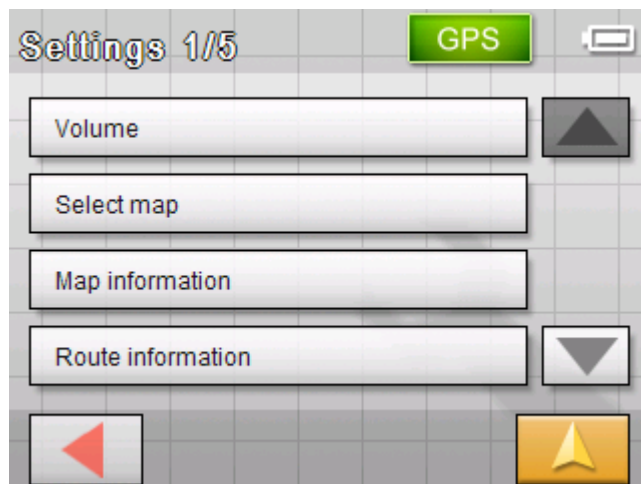 Settings 1/5
GPS
Volume
Select map
Map information
Route information